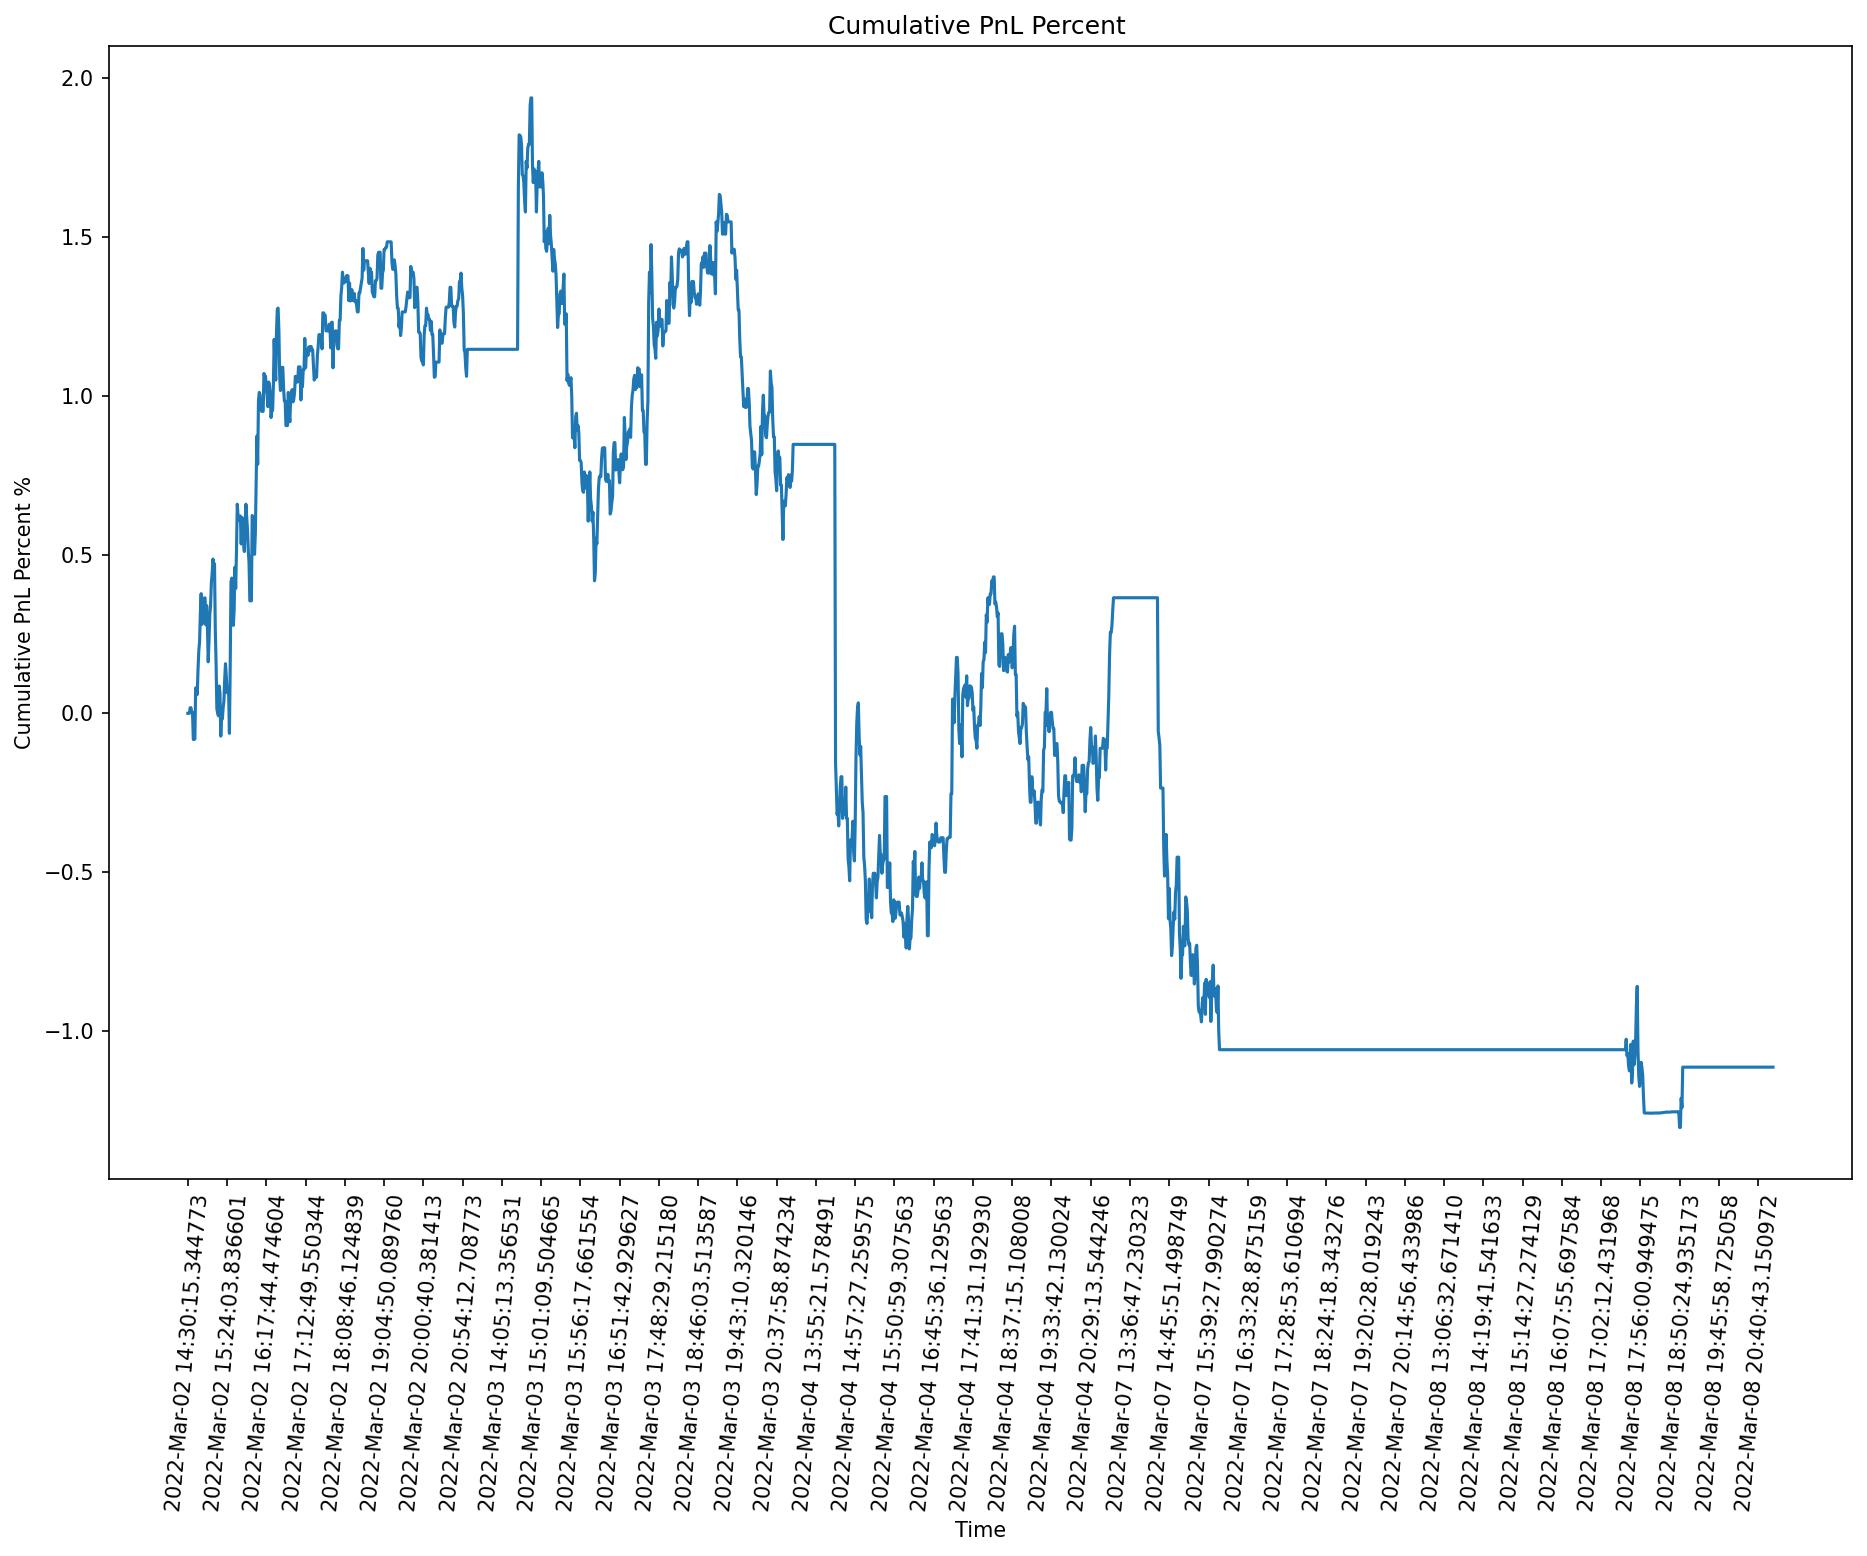 Cumulative PnL Percent
Cumulative PnL Percent %
2.0
1.5
1.0
0.5
0.0
−0.5
−1.0
2022-Mar-02 14:30:15.344773
2022-Mar-02 15:24:03.836601
2022-Mar-02 16:17:44.474604
2022-Mar-02 17:12:49.550344
2022-Mar-02 18:08:46.124839
2022-Mar-02 19:04:50.089760
2022-Mar-02 20:00:40.381413
2022-Mar-02 20:54:12.708773
2022-Mar-03 14:05:13.356531
2022-Mar-03 15:01:09.504665
2022-Mar-03 15:56:17.661554
2022-Mar-03 16:51:42.929627
2022-Mar-03 17:48:29.215180
2022-Mar-03 18:46:03.513587
2022-Mar-03 19:43:10.320146
2022-Mar-03 20:37:58.874234
2022-Mar-04 13:55:21.578491
2022-Mar-04 14:57:27.259575
2022-Mar-04 15:50:59.307563
2022-Mar-04 16:45:36.129563
2022-Mar-04 17:41:31.192930
2022-Mar-04 18:37:15.108008
2022-Mar-04 19:33:42.130024
2022-Mar-04 20:29:13.544246
2022-Mar-07 13:36:47.230323
2022-Mar-07 14:45:51.498749
2022-Mar-07 15:39:27.990274
2022-Mar-07 16:33:28.875159
2022-Mar-07 17:28:53.610694
2022-Mar-07 18:24:18.343276
2022-Mar-07 19:20:28.019243
2022-Mar-07 20:14:56.433986
2022-Mar-08 13:06:32.671410
2022-Mar-08 14:19:41.541633
2022-Mar-08 15:14:27.274129
2022-Mar-08 16:07:55.697584
2022-Mar-08 17:02:12.431968
2022-Mar-08 17:56:00.949475
2022-Mar-08 18:50:24.935173
2022-Mar-08 19:45:58.725058
2022-Mar-08 20:40:43.150972
Time